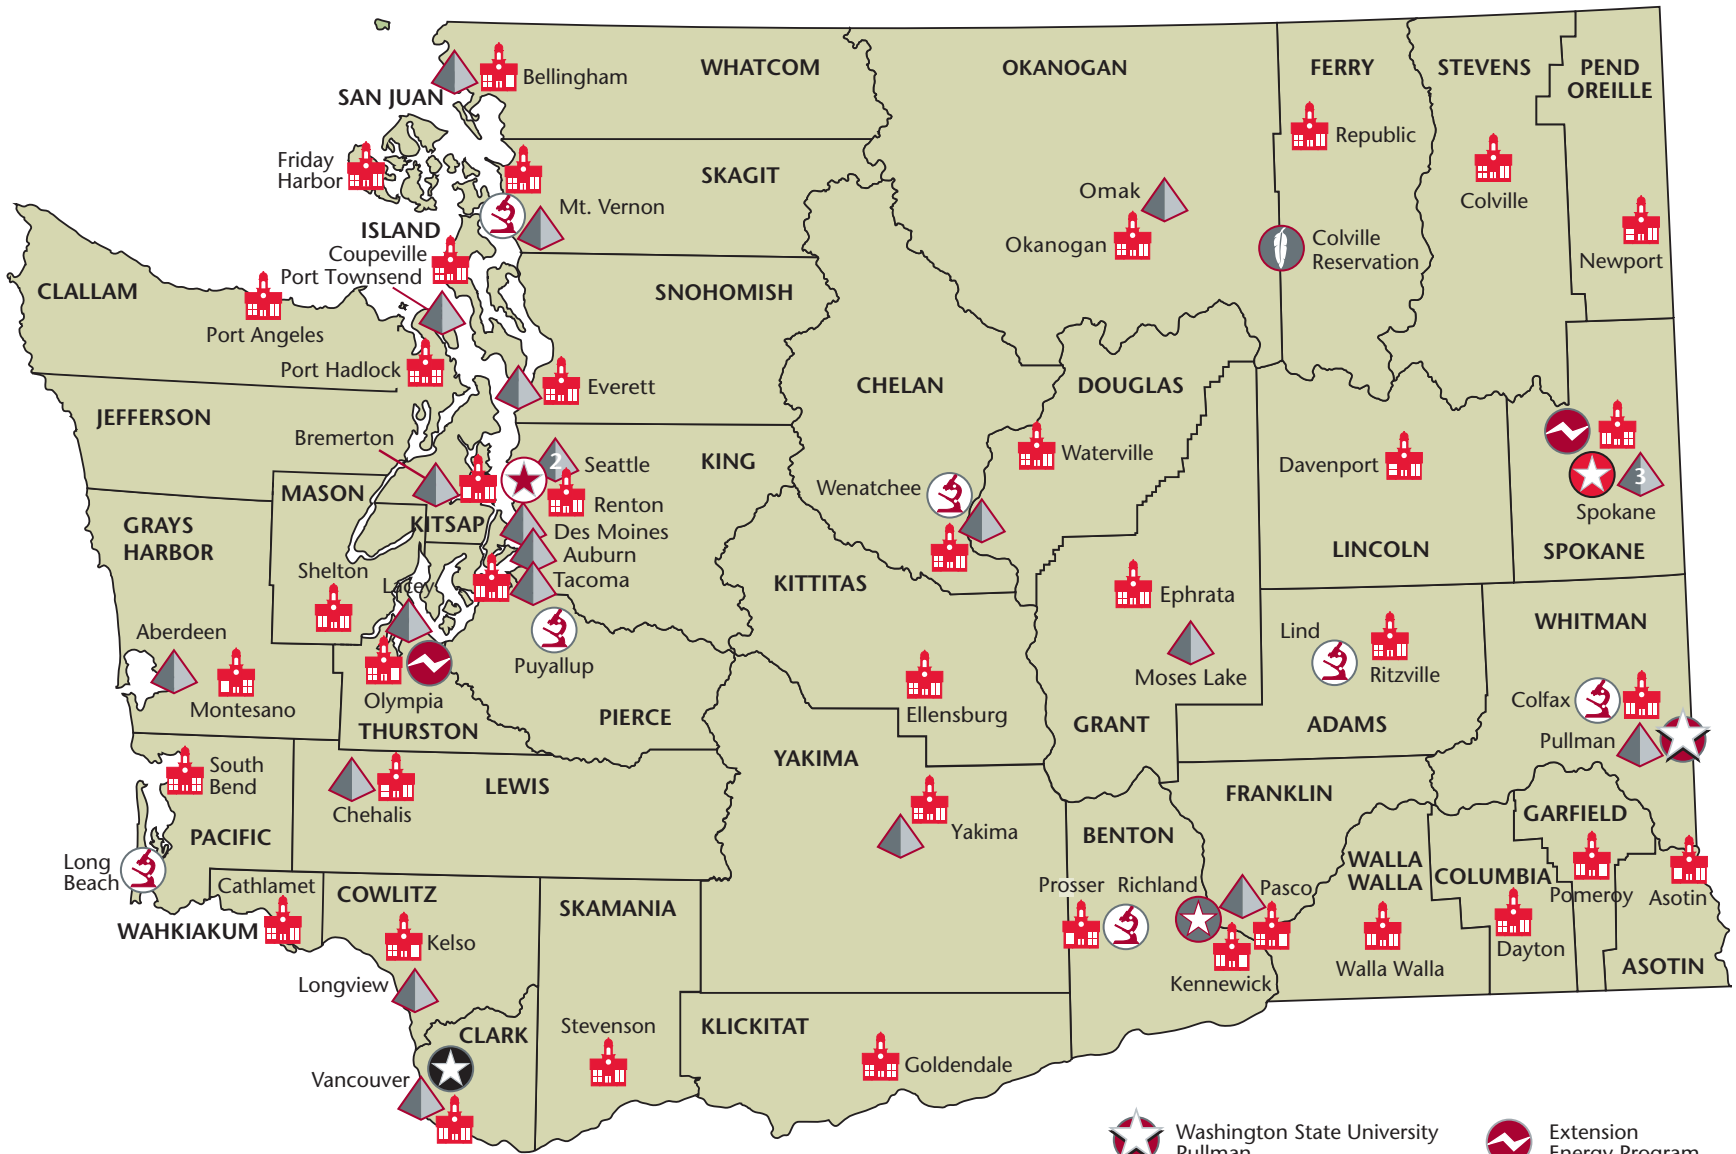 WHATCOM
OKANOGAN
FERRY
STEVENS
PEND
OREILLE
Bellingham
SAN JUAN
Republic
Friday
Harbor
SKAGIT
Omak
Colville
Mt. Vernon
ISLAND
Coupeville
Port Townsend
Okanogan
Colville
Reservation
Newport
CLALLAM
SNOHOMISH
Port Angeles
Port Hadlock
Everett
CHELAN
DOUGLAS
JEFFERSON
Bremerton
2
Seattle
KING
Waterville
Davenport
3
Spokane
MASON
Renton
Wenatchee
GRAYS
HARBOR
KITSAP
Des Moines
Auburn
LINCOLN
SPOKANE
Shelton
Lacey
Tacoma
KITTITAS
Ephrata
Aberdeen
Puyallup
Lind
Ritzville
WHITMAN
Moses Lake
Montesano
Olympia
Colfax
THURSTON
PIERCE
Ellensburg
GRANT
ADAMS
Pullman
South
Bend
LEWIS
YAKIMA
Chehalis
FRANKLIN
GARFIELD
PACIFIC
Yakima
BENTON
Long
Beach
WALLA
WALLA
COLUMBIA
Cathlamet
COWLITZ
SKAMANIA
Prosser
Richland
Pasco
Pomeroy
Asotin
WAHKIAKUM
Kelso
Dayton
Longview
Kennewick
Walla Walla
ASOTIN
CLARK
Stevenson
KLICKITAT
Vancouver
Goldendale
Washington State University
Pullman
Extension
Energy Program